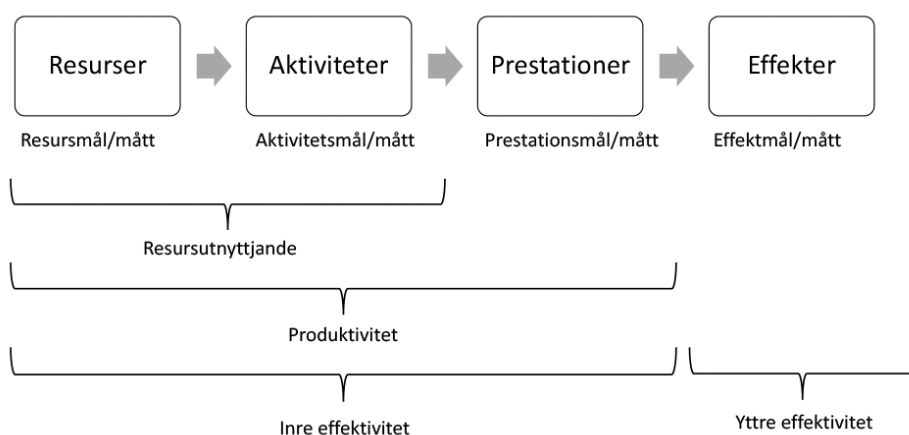 Resurser
Aktiviteter
Prestationer
Effekter
Resursmål/mått
Aktivitetsmål/mått
Prestationsmål/mått
Effektmål/mått
Resursutnyttjande
Produktivitet
Inre effektivitet
Yttre effektivitet